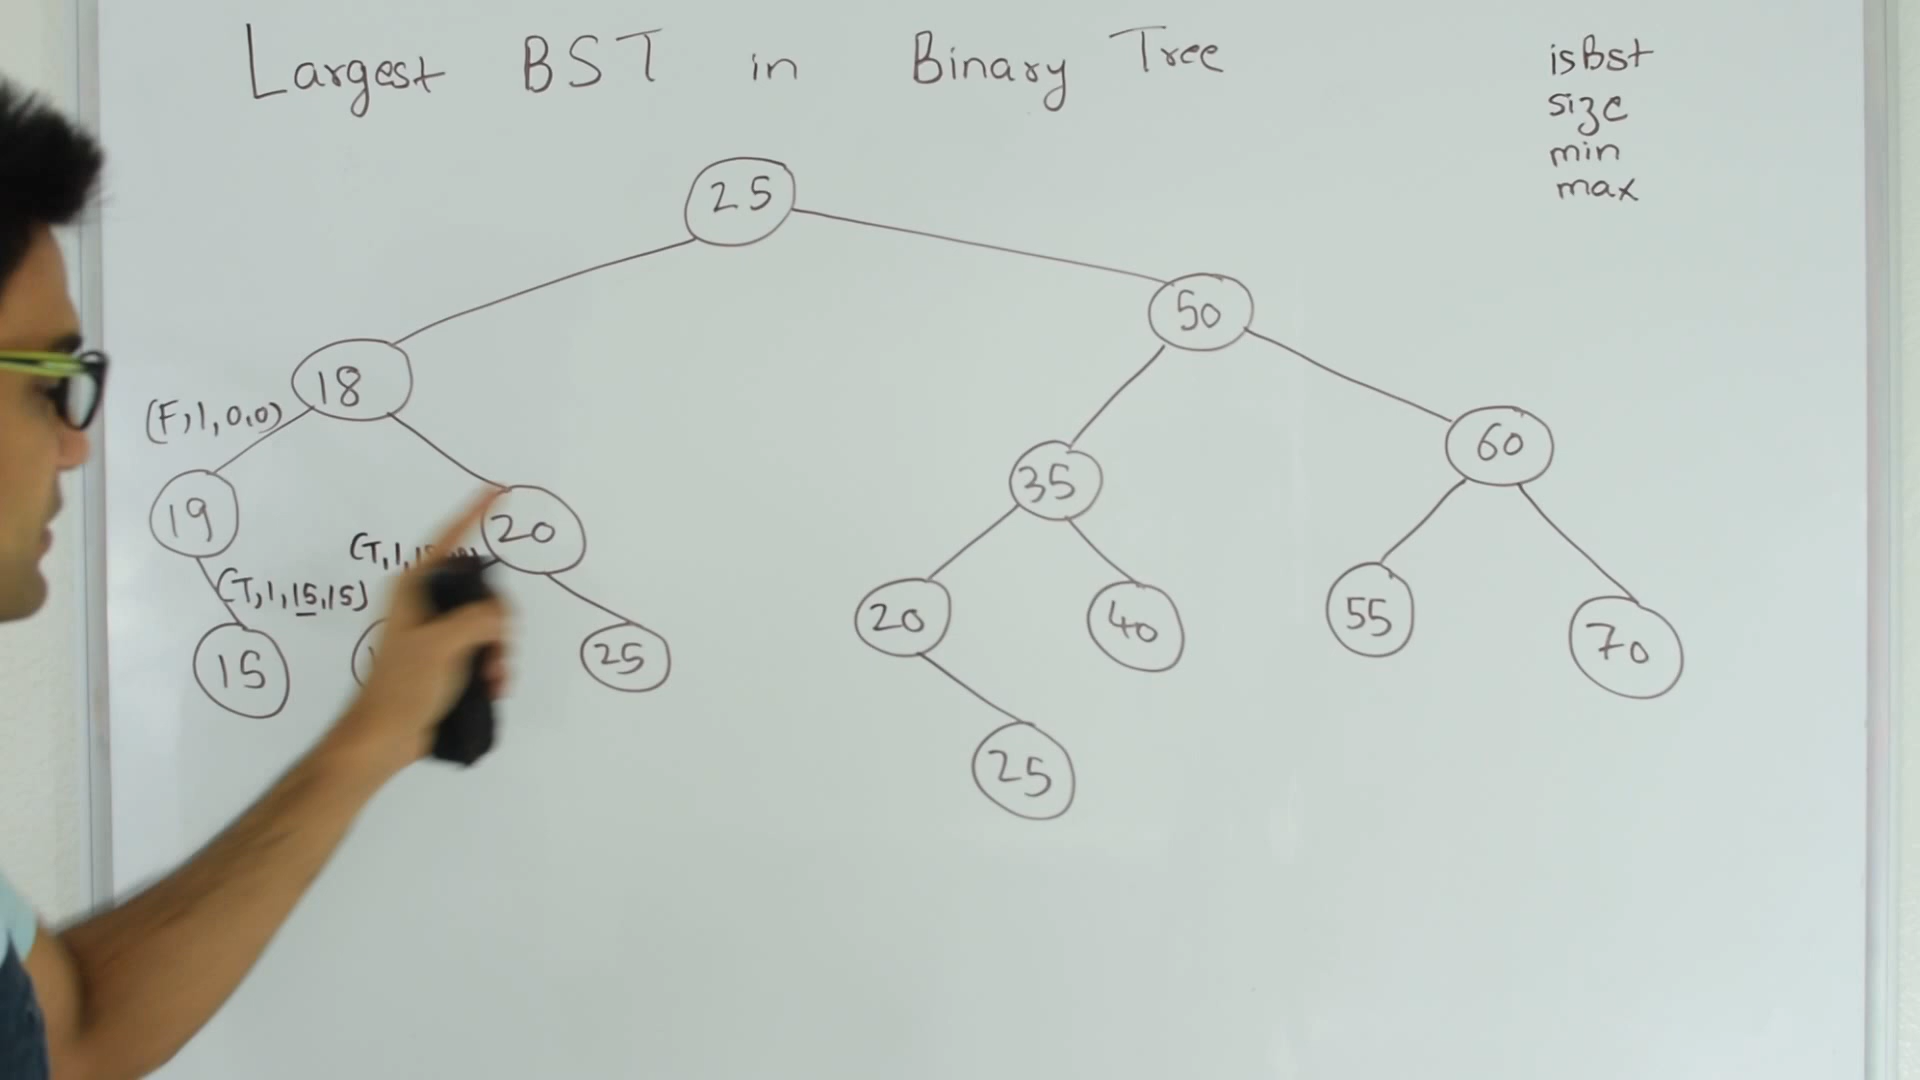 Largest BST in Binary Tree
isBst
size
min
max
25
50
18
(F,1,0,0)
60
35
19
20
(T,1,
(T,1,15,15)
20
40
55
70
15
25
25